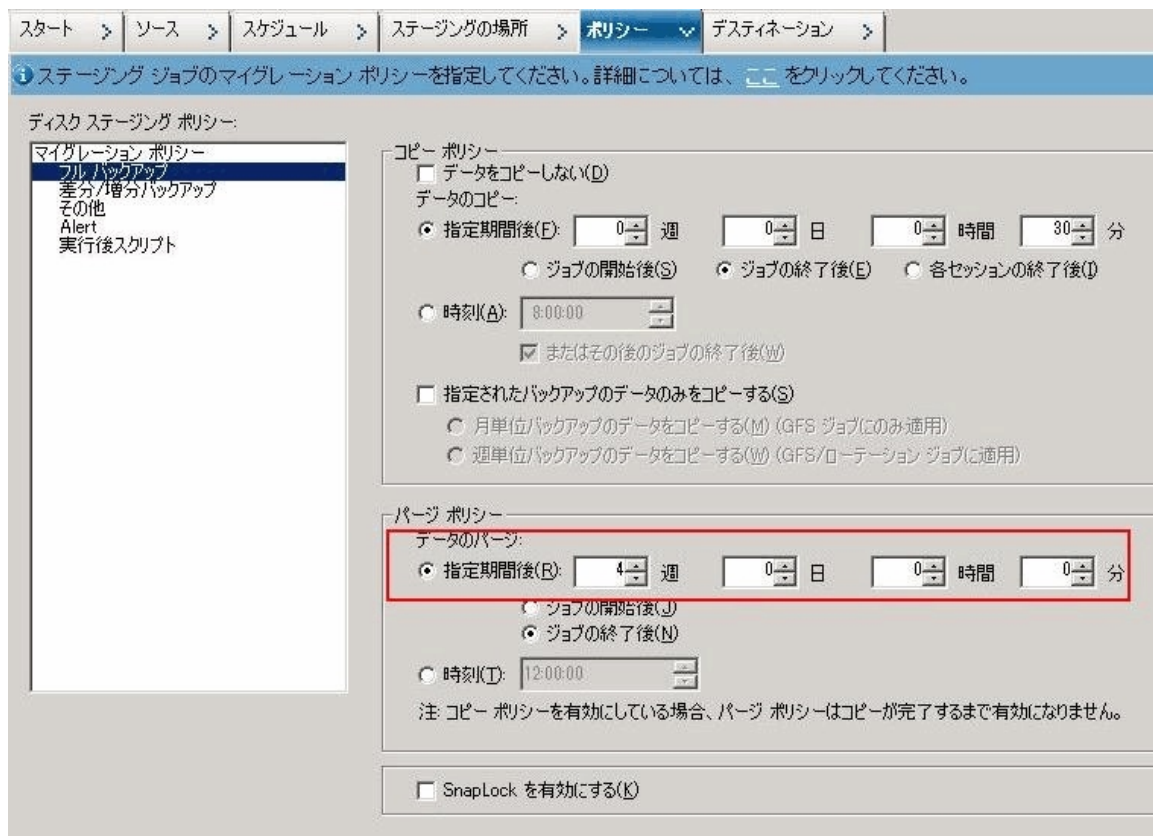 スタート > ソース > スケジュール > ステージングの場所 > ポリシー デスティネーション >
ステージング ジョブのマイグレーション ポリシーを指定してください。詳細については、 ここ をクリックしてください。
ディスク ステージング ポリシー:
マイグレーション ポリシー
フル バックアップ
差分/増分バックアップ
その他
Alert
実行後スクリプト
コピー ポリシー
データをコピーしない(D)
データのコピー:
指定期間後(F): 0 週 0 日 0 時間 30 分
ジョブの開始後(S) ジョブの終了後(E) 各セッションの終了後(I)
時刻(A): 8:00:00
またはその後のジョブの終了後(W)
指定されたバックアップのデータのみをコピーする(S)
月単位バックアップのデータをコピーする(M) (GFS ジョブにのみ適用)
週単位バックアップのデータをコピーする(W) (GFS/ローテーション ジョブに適用)
パージ ポリシー
データのパージ:
指定期間後(R): 4 週 0 日 0 時間 0 分
ジョブの開始後(J)
ジョブの終了後(N)
時刻(T): 12:00:00
注: コピー ポリシーを有効にしている場合、パージ ポリシーはコピーが完了するまで有効になりません。
SnapLock を有効にする(K)